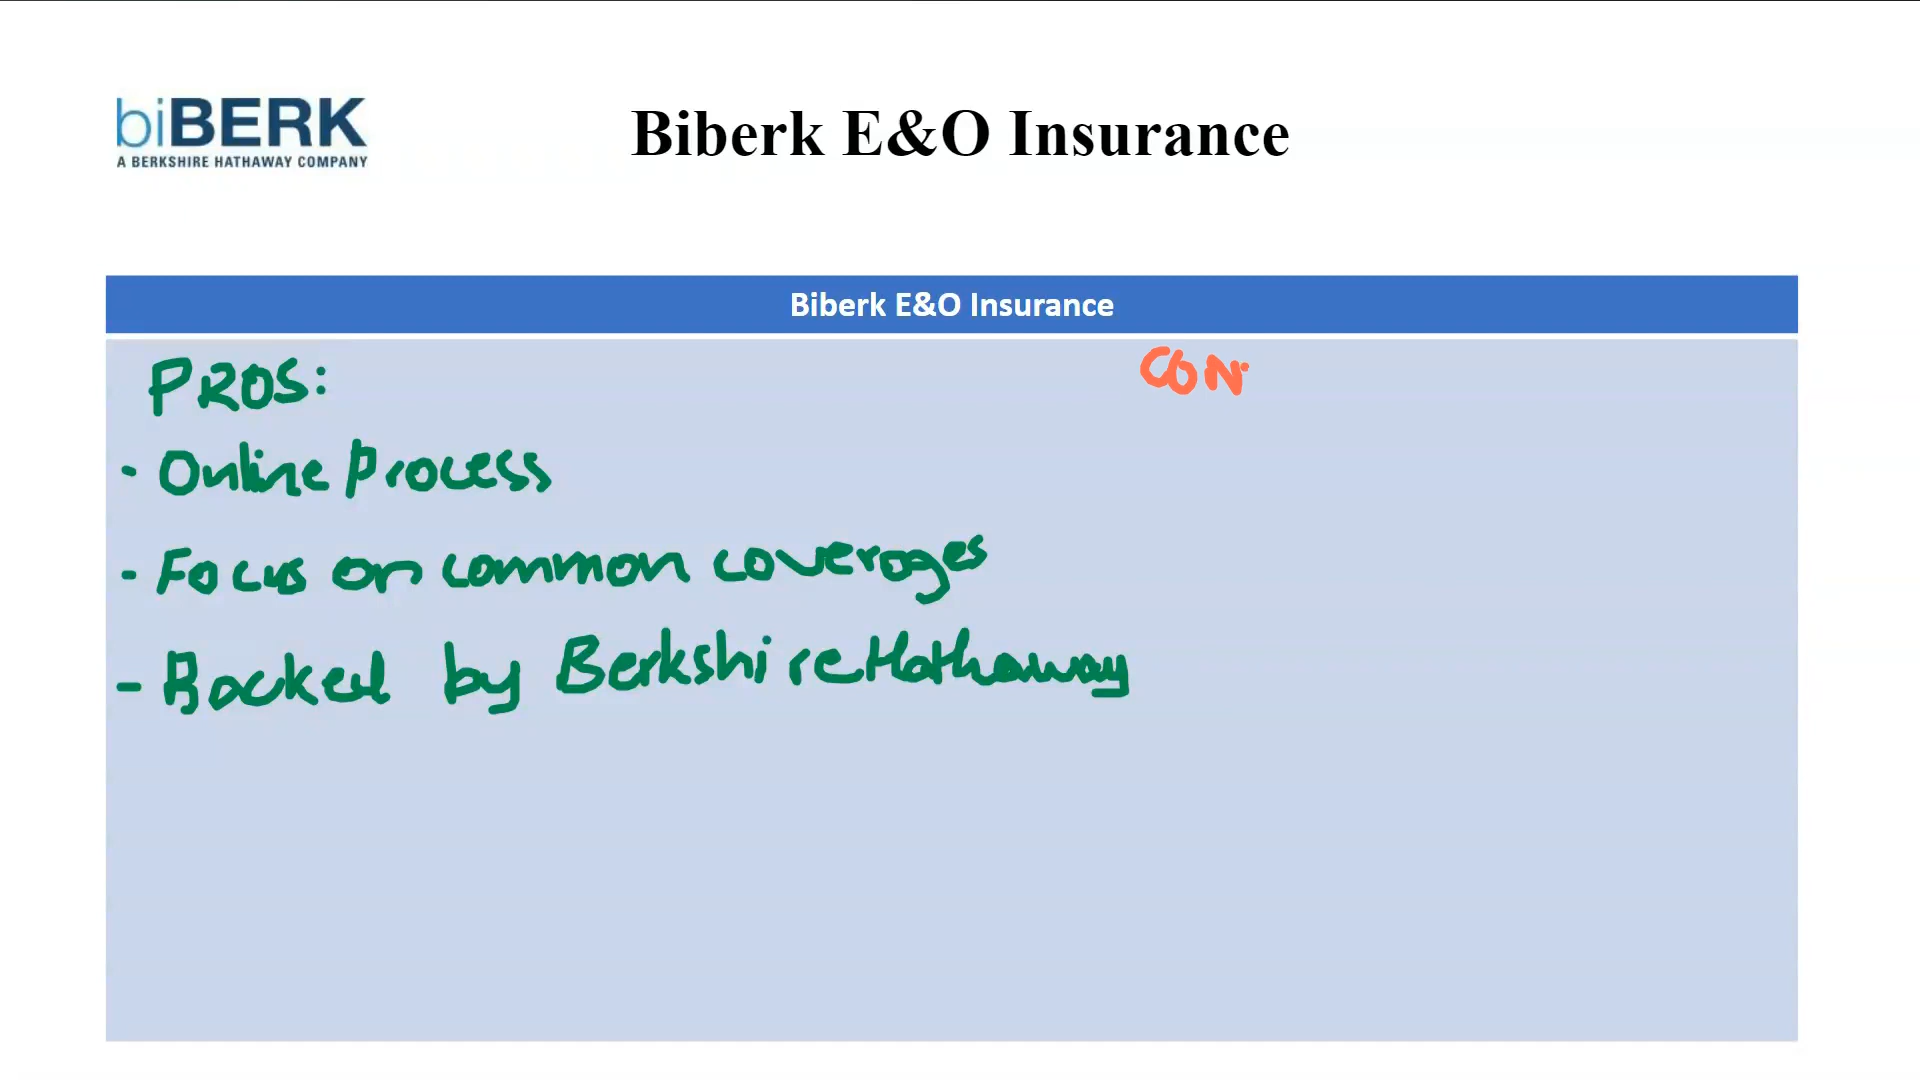 biBERK
A BERKSHIRE HATHAWAY COMPANY
Biberk E&O Insurance
Biberk E&O Insurance
PROS:
- Online Process
- Focus on common coverages
- Backed by Berkshire Hathaway
CON